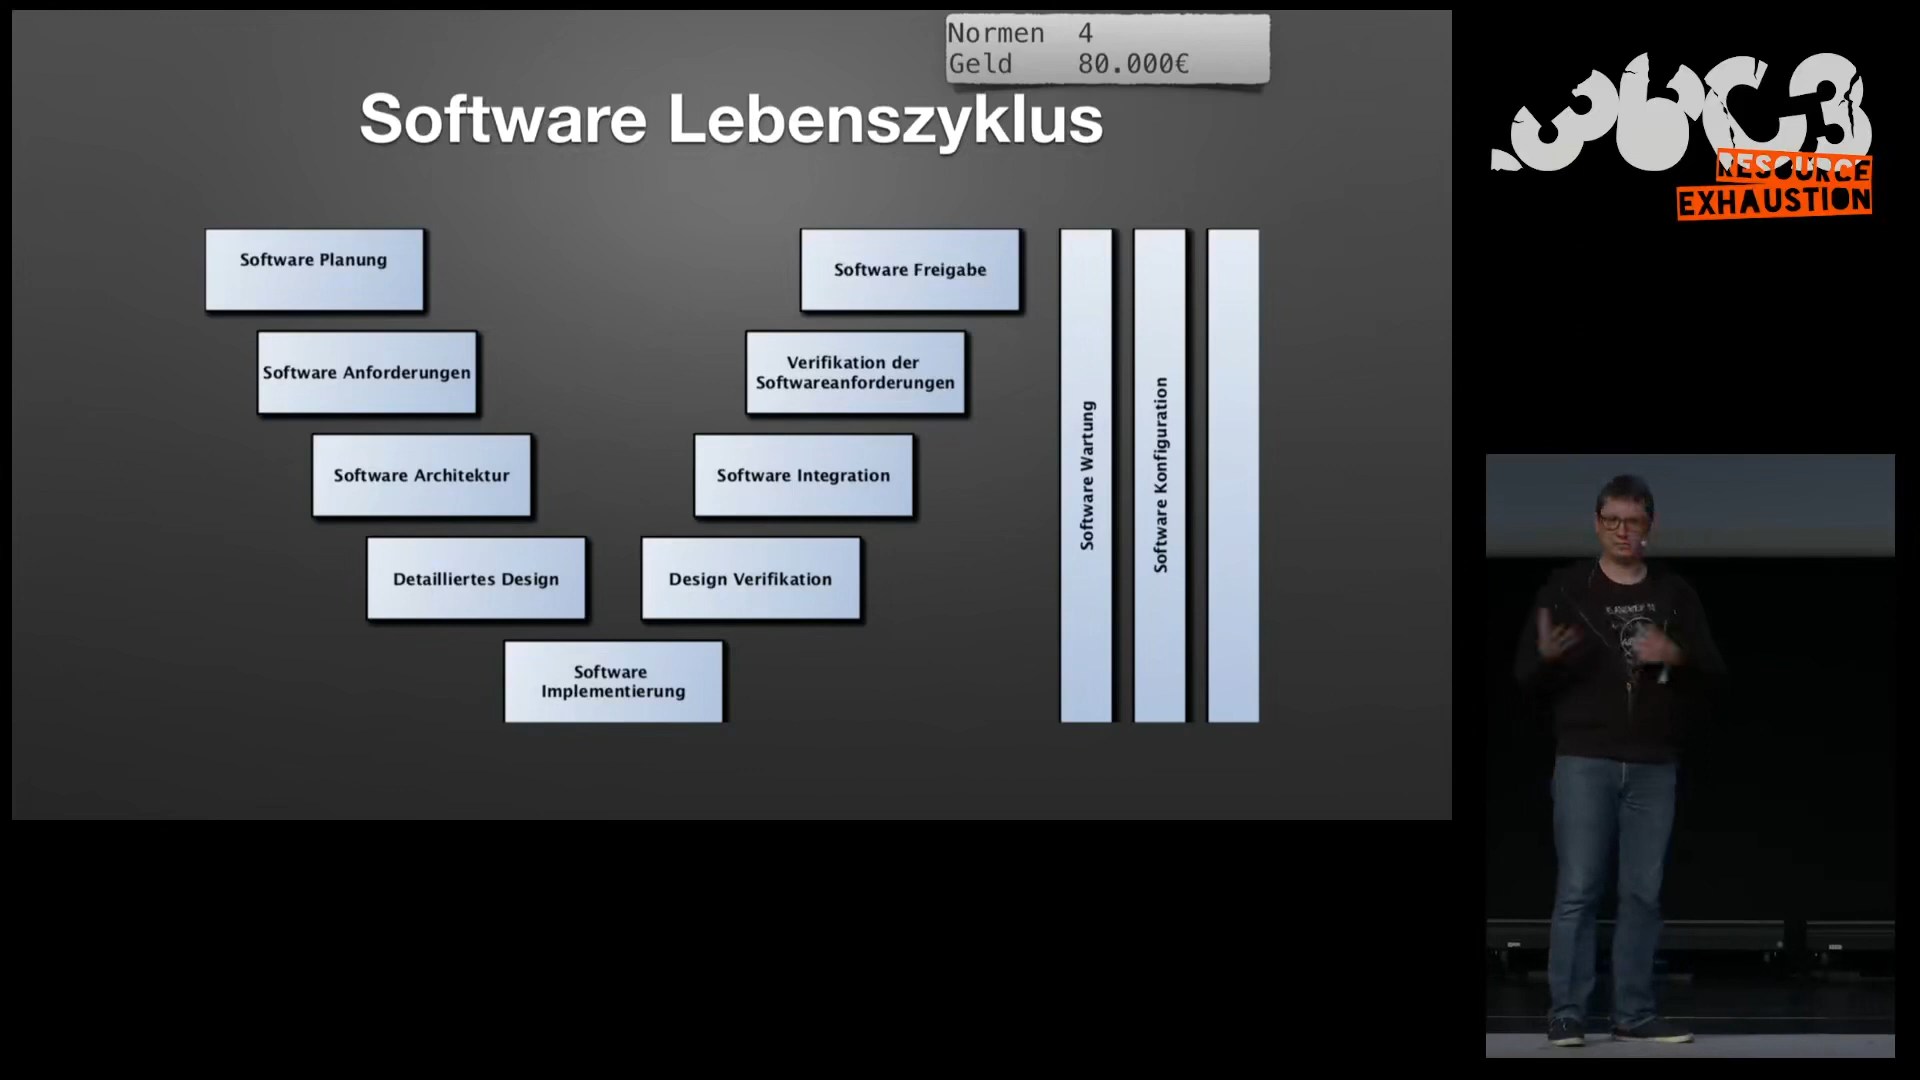 Normen 4
Geld 80.000€
Software Lebenszyklus
Software Planung
Software Freigabe
Software Anforderungen
Verifikation der
Softwareanforderungen
Software Architektur
Software Integration
Detailliertes Design
Design Verifikation
Software
Implementierung
Software Wartung
Software Konfiguration
36C3
RESOURCE
EXHAUSTION